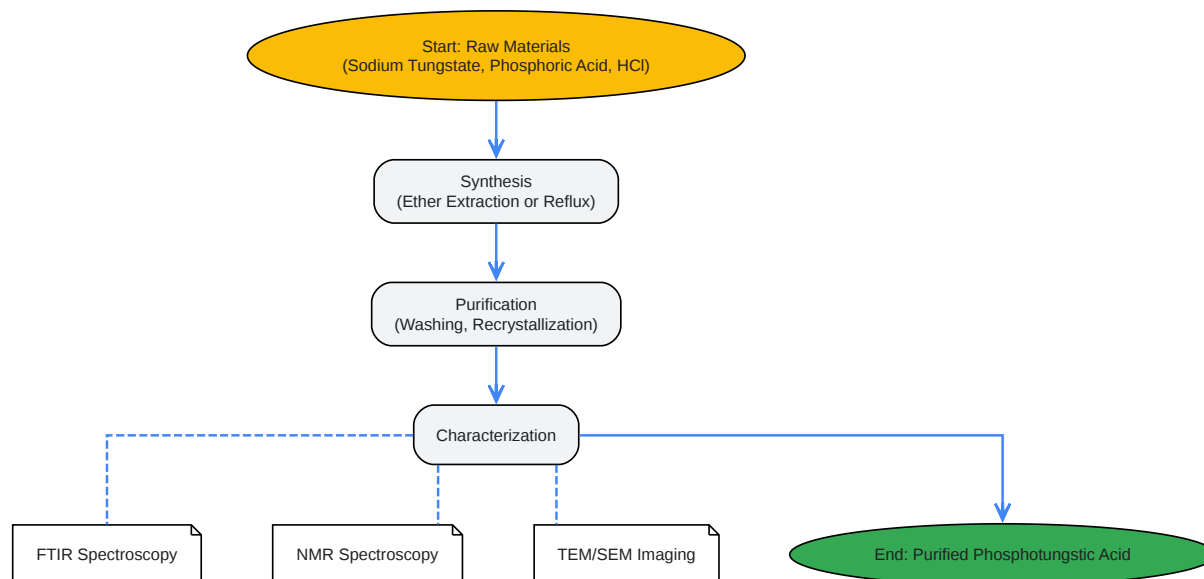 Start: Raw Materials
(Sodium Tungstate, Phosphoric Acid, HCl)
Synthesis
(Ether Extraction or Reflux)
Purification
(Washing, Recrystallization)
Characterization
FTIR Spectroscopy
NMR Spectroscopy
TEM/SEM Imaging
End: Purified Phosphotungstic Acid